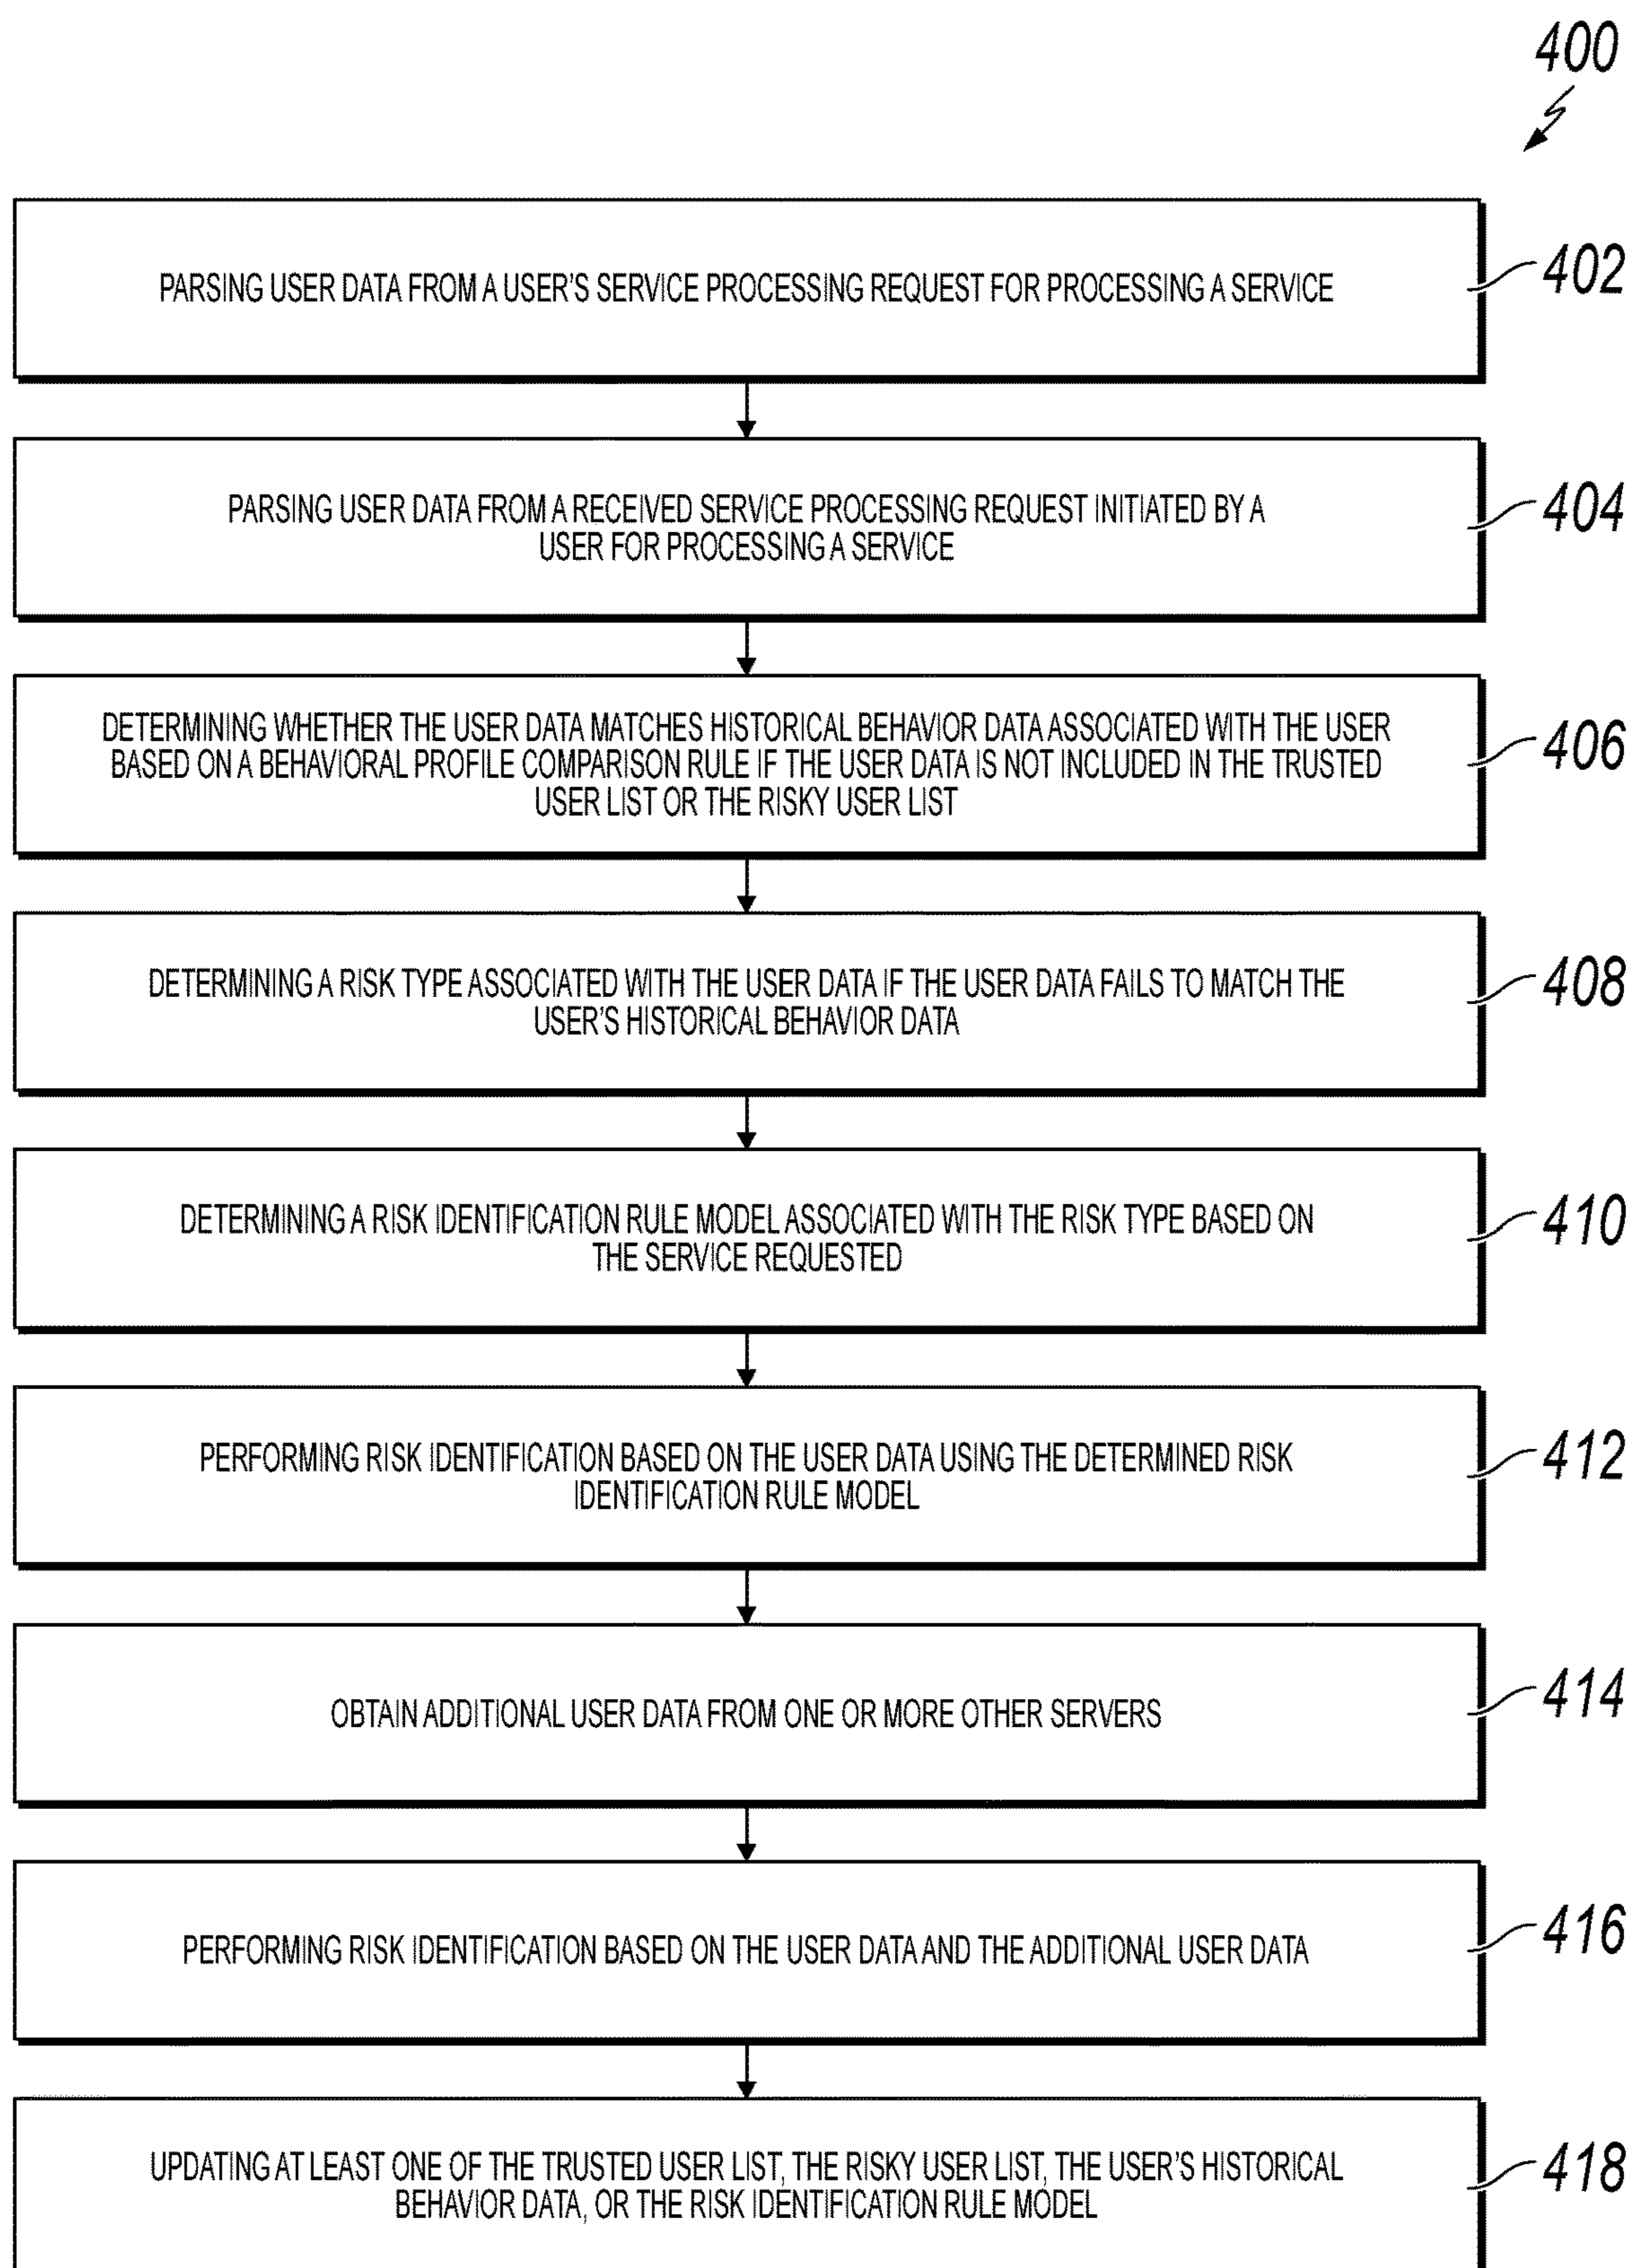 400
PARSING USER DATA FROM A USER'S SERVICE PROCESSING REQUEST FOR PROCESSING A SERVICE
402
PARSING USER DATA FROM A RECEIVED SERVICE PROCESSING REQUEST INITIATED BY A
USER FOR PROCESSING A SERVICE
404
DETERMINING WHETHER THE USER DATA MATCHES HISTORICAL BEHAVIOR DATA ASSOCIATED WITH THE USER
BASED ON A BEHAVIORAL PROFILE COMPARISON RULE IF THE USER DATA IS NOT INCLUDED IN THE TRUSTED
USER LIST OR THE RISKY USER LIST
406
DETERMINING A RISK TYPE ASSOCIATED WITH THE USER DATA IF THE USER DATA FAILS TO MATCH THE
USER'S HISTORICAL BEHAVIOR DATA
408
DETERMINING A RISK IDENTIFICATION RULE MODEL ASSOCIATED WITH THE RISK TYPE BASED ON
THE SERVICE REQUESTED
410
PERFORMING RISK IDENTIFICATION BASED ON THE USER DATA USING THE DETERMINED RISK
IDENTIFICATION RULE MODEL
412
OBTAIN ADDITIONAL USER DATA FROM ONE OR MORE OTHER SERVERS
414
PERFORMING RISK IDENTIFICATION BASED ON THE USER DATA AND THE ADDITIONAL USER DATA
416
UPDATING AT LEAST ONE OF THE TRUSTED USER LIST, THE RISKY USER LIST, THE USER'S HISTORICAL
BEHAVIOR DATA, OR THE RISK IDENTIFICATION RULE MODEL
418